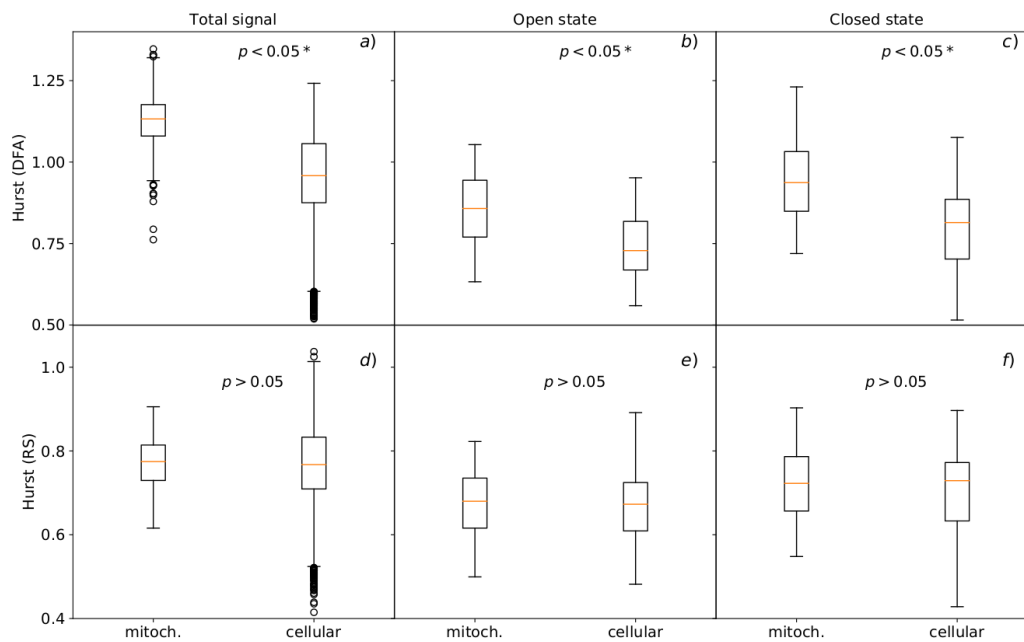 Total signal
Open state
Closed state
a)
p < 0.05 *
b)
p < 0.05 *
c)
p < 0.05 *
Hurst (DFA)
1.25
1.00
0.75
0.50
d)
p > 0.05
e)
p > 0.05
f)
p > 0.05
Hurst (RS)
1.0
0.8
0.6
0.4
mitoch.
cellular
mitoch.
cellular
mitoch.
cellular